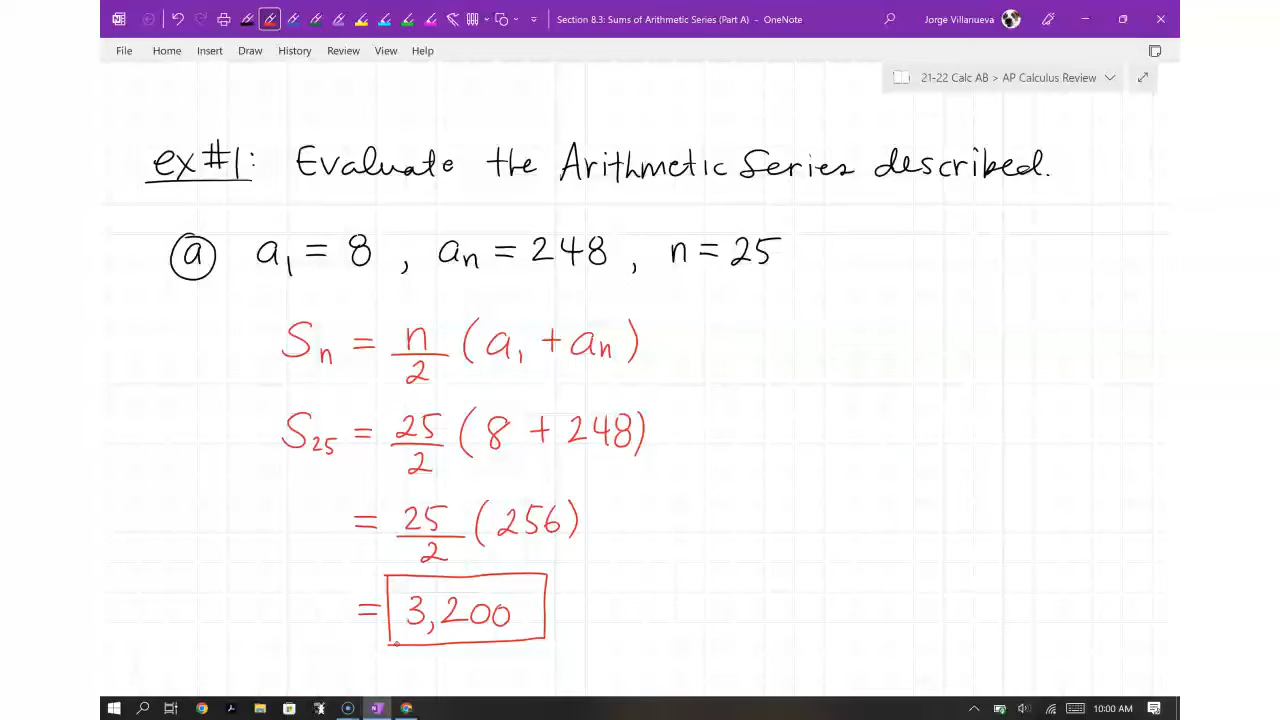 Section 8.3: Sums of Arithmetic Series (Part A) - OneNote
Jorge Villanueva
File Home Insert Draw History Review View Help
21-22 Calc AB > AP Calculus Review
ex#1: Evaluate the Arithmetic Series described.
a a₁ = 8 , aₙ = 248 , n = 25
Sₙ = n/2 (a₁ + aₙ)
S₂₅ = 25/2 (8 + 248)
= 25/2 (256)
= 3,200
10:00 AM